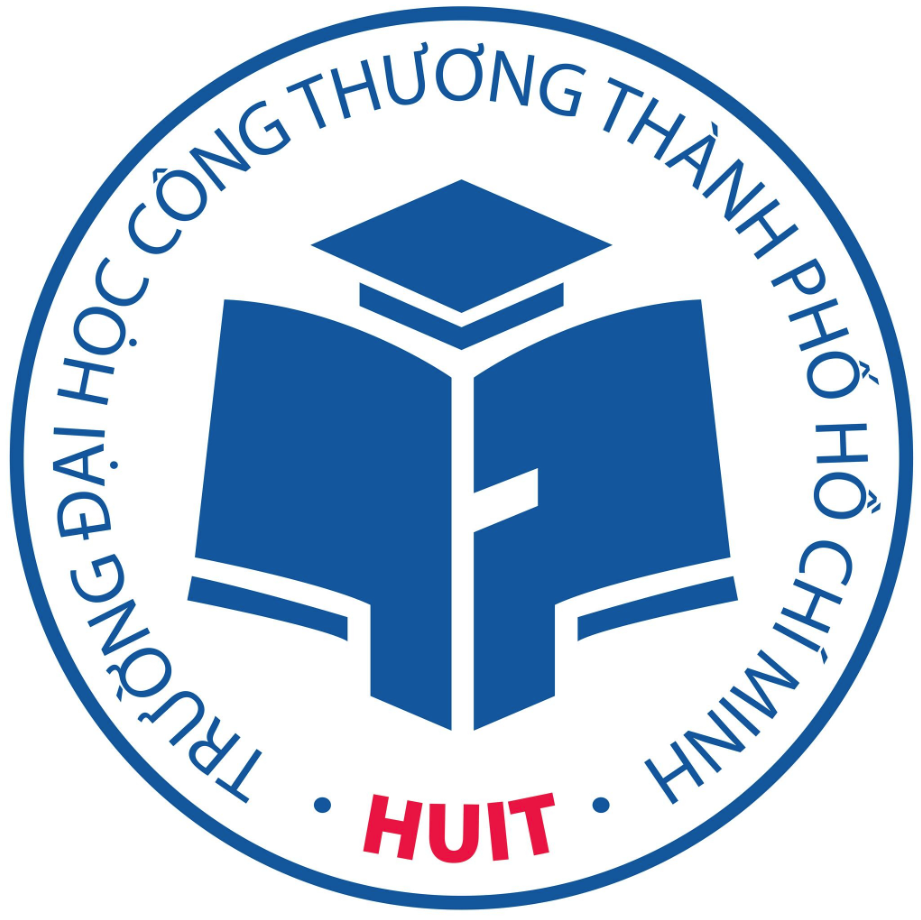 TRƯỜNG ĐẠI HỌC CÔNG THƯƠNG THÀNH PHỐ HỒ CHÍ MINH
• HUIT •